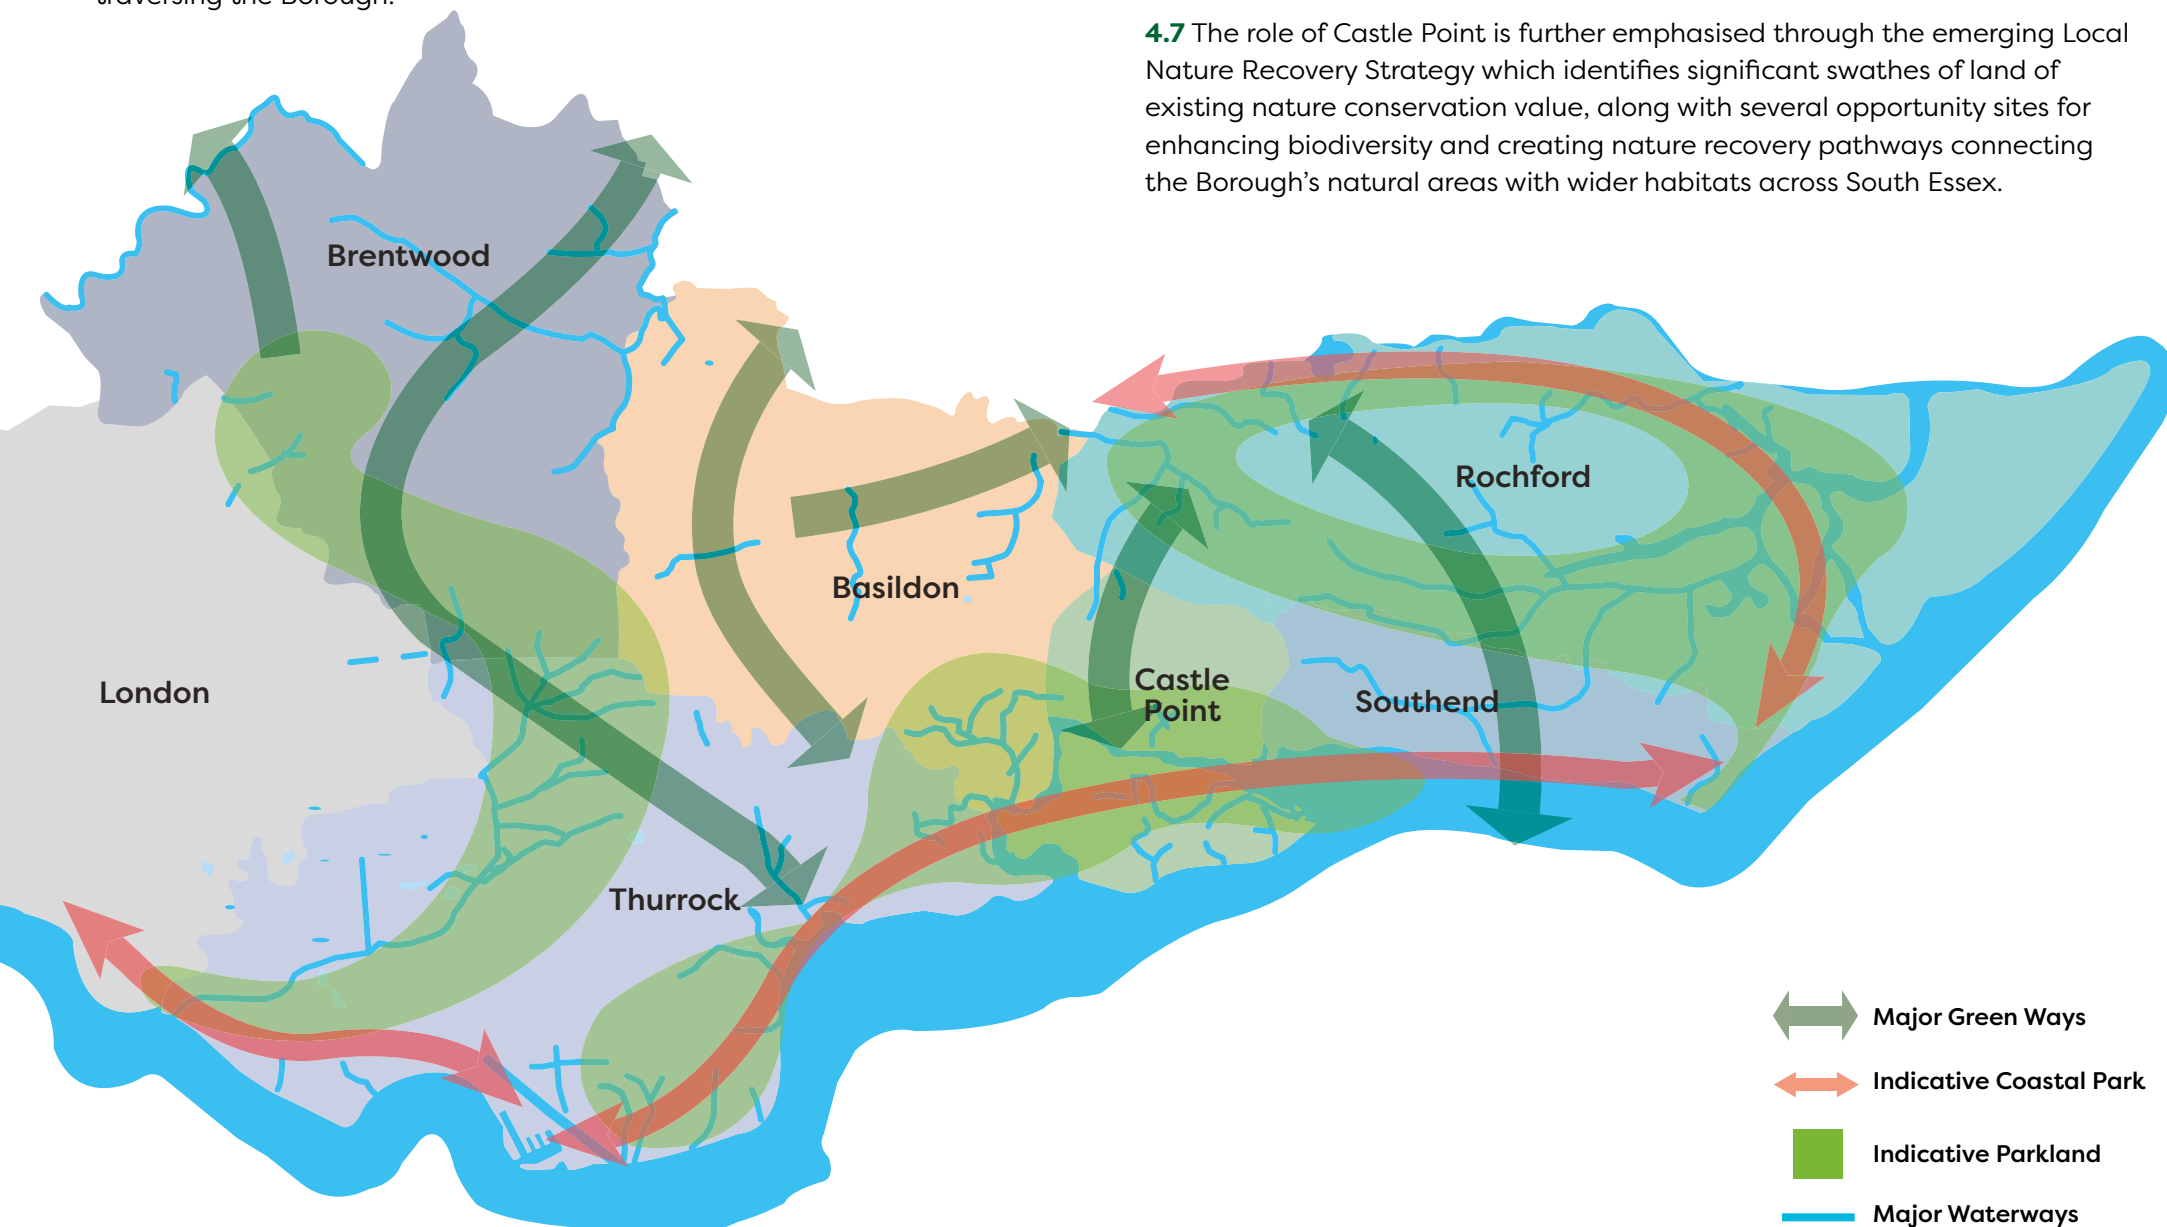 traversing the Borough.
4.7 The role of Castle Point is further emphasised through the emerging Local
Nature Recovery Strategy which identifies significant swathes of land of
existing nature conservation value, along with several opportunity sites for
enhancing biodiversity and creating nature recovery pathways connecting
the Borough’s natural areas with wider habitats across South Essex.
Brentwood
Rochford
Basildon
Castle
Point
London
Southend
Thurrock
Major Green Ways
Indicative Coastal Park
Indicative Parkland
Major Waterways